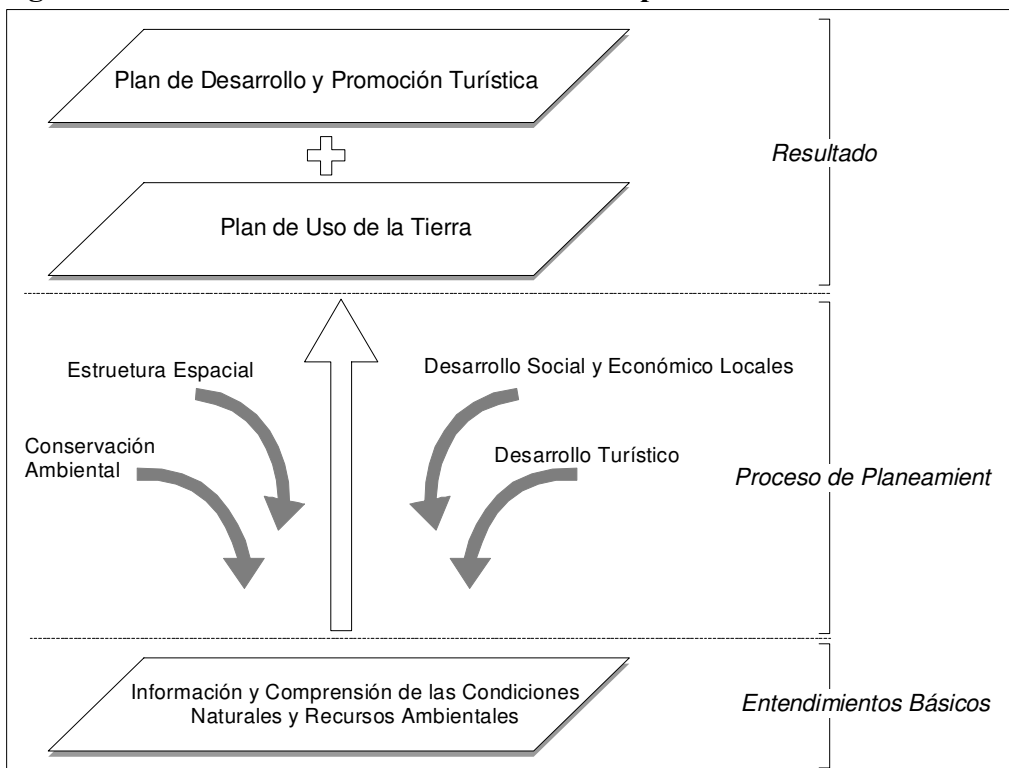 Plan de Desarrollo y Promoción Turística
Resultado
Plan de Uso de la Tierra
Estruetura Espacial
Desarrollo Social y Económico Locales
Conservación
Ambiental
Desarrollo Turístico
Proceso de Planeamient
Información y Comprensión de las Condiciones
Naturales y Recursos Ambientales
Entendimientos Básicos